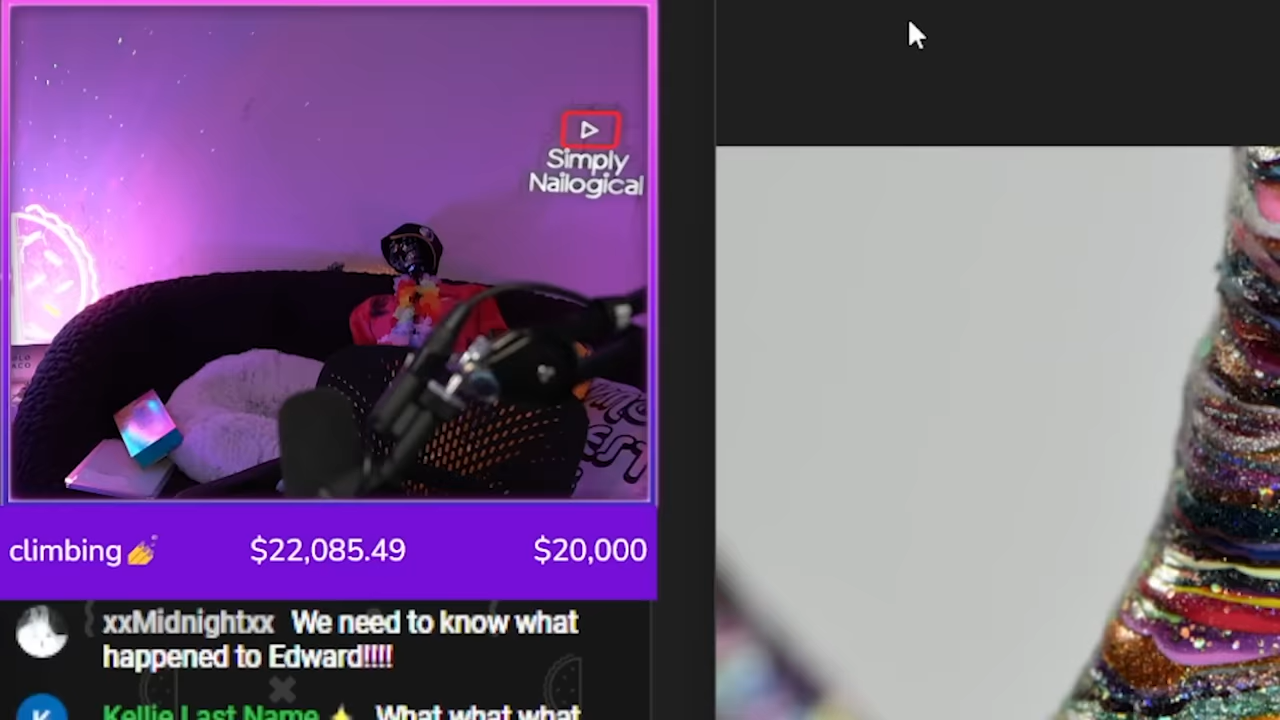 Simply
Nailogical
climbing💅 $22,085.49 $20,000
xxMidnightxx We need to know what
happened to Edward!!!!
K Kellie Last Name ✨ What what what